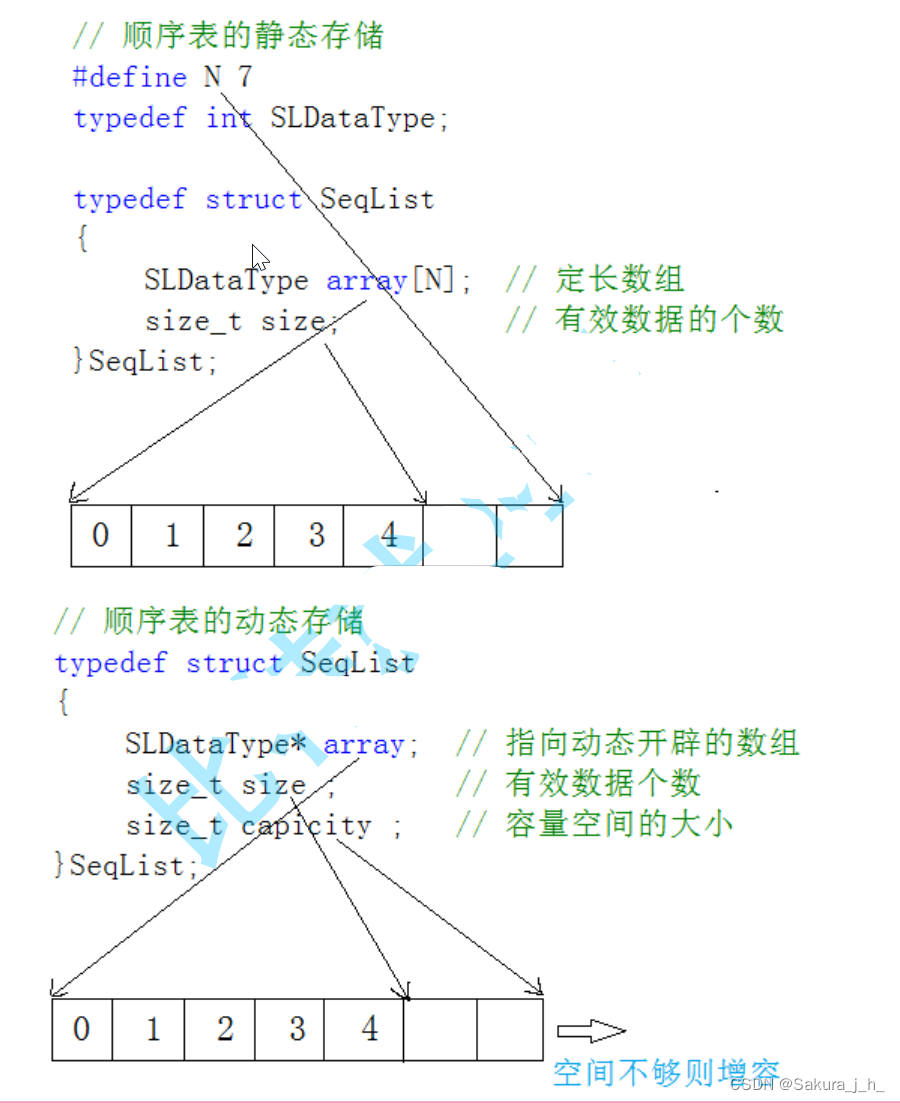 // 顺序表的静态存储
#define N 7
typedef int SLDataType;
typedef struct SeqList
{
SLDataType array[N]; // 定长数组
size_t size; // 有效数据的个数
}SeqList;
0 1 2 3 4
// 顺序表的动态存储
typedef struct SeqList
{
SLDataType* array; // 指向动态开辟的数组
size_t size ; // 有效数据个数
size_t capicity ; // 容量空间的大小
}SeqList;
0 1 2 3 4
空间不够则增容
CSDN @Sakura_j_h_